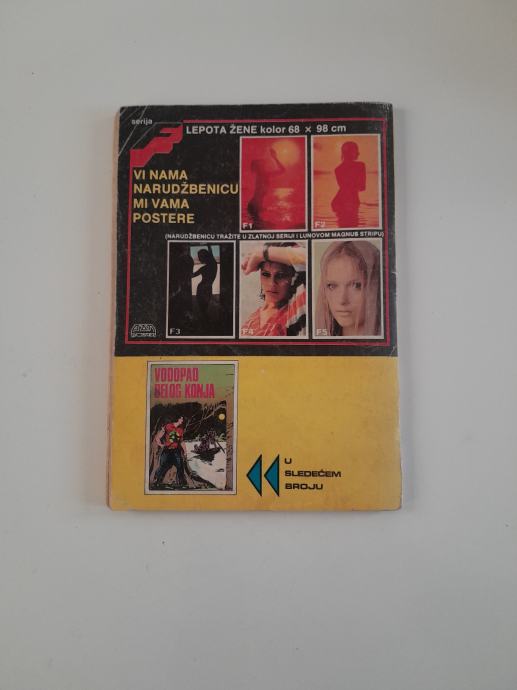 serija
F
LEPOTA ŽENE kolor 68 × 98 cm
VI NAMA
NARUDŽBENICU
MI VAMA
POSTERE
F1
F2
(NARUDŽBENICU TRAŽITE U ZLATNOJ SERIJI I LUNOVOM MAGNUS STRIPU)
F3
F4
F5
VODOPAD
BELOG KONJA
U
SLEDEĆEM
BROJU